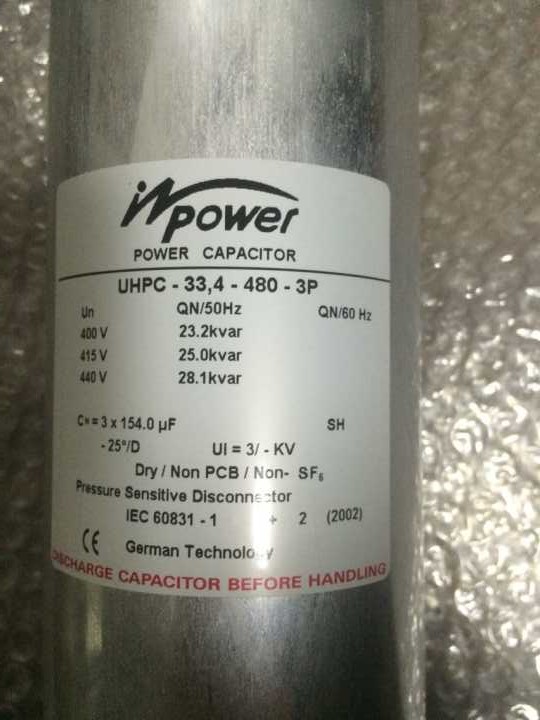 inpower
POWER CAPACITOR
UHPC - 33,4 - 480 - 3P
Un QN/50Hz QN/60 Hz
400 V 23.2kvar
415 V 25.0kvar
440 V 28.1kvar
Cɴ = 3 x 154.0 µF SH
- 25°/D UI = 3/ - KV
Dry / Non PCB / Non- SF₆
Pressure Sensitive Disconnector
IEC 60831 - 1 + 2 (2002)
CE German Technology
DISCHARGE CAPACITOR BEFORE HANDLING